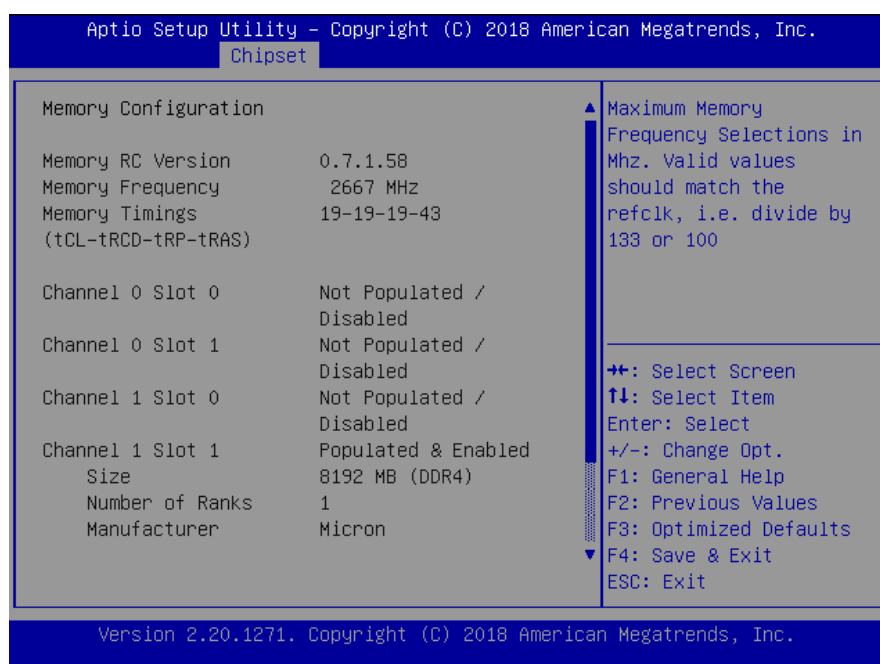 Aptio Setup Utility – Copyright (C) 2018 American Megatrends, Inc.
Chipset
Memory Configuration
Memory RC Version 0.7.1.58
Memory Frequency 2667 MHz
Memory Timings 19-19-19-43
(tCL-tRCD-tRP-tRAS)
Channel 0 Slot 0 Not Populated /
Disabled
Channel 0 Slot 1 Not Populated /
Disabled
Channel 1 Slot 0 Not Populated /
Disabled
Channel 1 Slot 1 Populated & Enabled
Size 8192 MB (DDR4)
Number of Ranks 1
Manufacturer Micron
Maximum Memory
Frequency Selections in
Mhz. Valid values
should match the
refclk, i.e. divide by
133 or 100
→←: Select Screen
↑↓: Select Item
Enter: Select
+/-: Change Opt.
F1: General Help
F2: Previous Values
F3: Optimized Defaults
F4: Save & Exit
ESC: Exit
Version 2.20.1271. Copyright (C) 2018 American Megatrends, Inc.